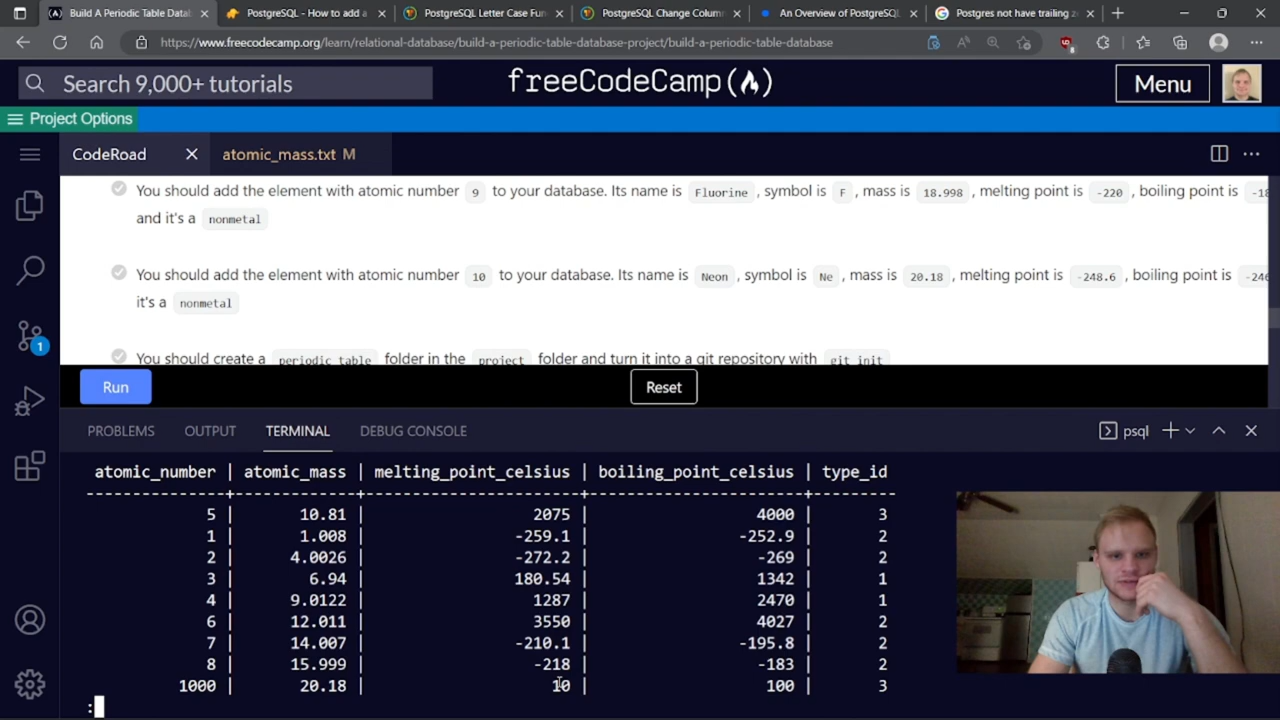 Build A Periodic Table Datab
PostgreSQL - How to add a
PostgreSQL Letter Case Fun
PostgreSQL Change Column
An Overview of PostgreSQL
Postgres not have trailing z
https://www.freecodecamp.org/learn/relational-database/build-a-periodic-table-database-project/build-a-periodic-table-database
Search 9,000+ tutorials
freeCodeCamp
Menu
Project Options
CodeRoad
atomic_mass.txt M
You should add the element with atomic number 9 to your database. Its name is Fluorine, symbol is F, mass is 18.998, melting point is -220, boiling point is -18
and it's a nonmetal
You should add the element with atomic number 10 to your database. Its name is Neon, symbol is Ne, mass is 20.18, melting point is -248.6, boiling point is -246
it's a nonmetal
You should create a periodic_table folder in the project folder and turn it into a git repository with git init
1
Run
Reset
PROBLEMS OUTPUT TERMINAL DEBUG CONSOLE
psql
atomic_number | atomic_mass | melting_point_celsius | boiling_point_celsius | type_id
---------------+-------------+-----------------------+-----------------------+---------
5 | 10.81 | 2075 | 4000 | 3
1 | 1.008 | -259.1 | -252.9 | 2
2 | 4.0026 | -272.2 | -269 | 2
3 | 6.94 | 180.54 | 1342 | 1
4 | 9.0122 | 1287 | 2470 | 1
6 | 12.011 | 3550 | 4027 | 2
7 | 14.007 | -210.1 | -195.8 | 2
8 | 15.999 | -218 | -183 | 2
1000 | 20.18 | 10 | 100 | 3
: